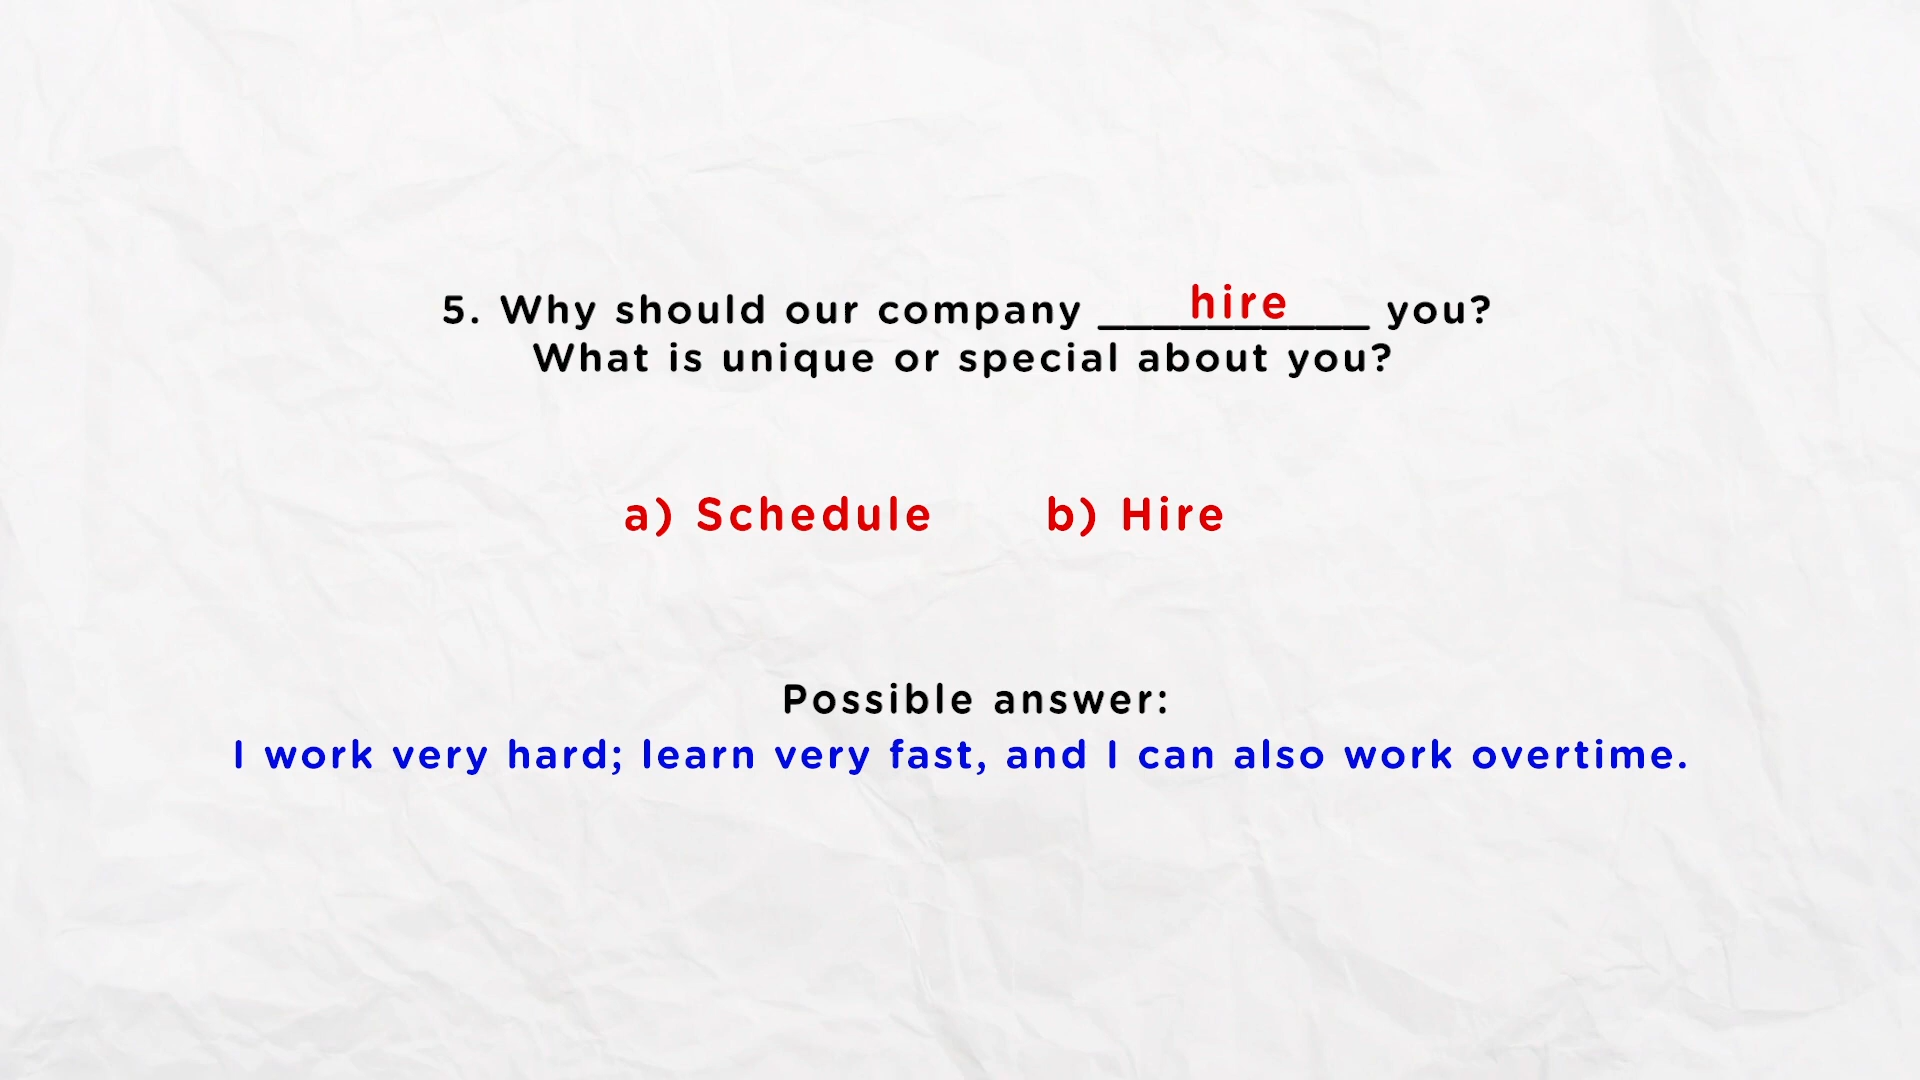 5. Why should our company __________ you?
hire
What is unique or special about you?
a) Schedule b) Hire
Possible answer:
I work very hard; learn very fast, and I can also work overtime.